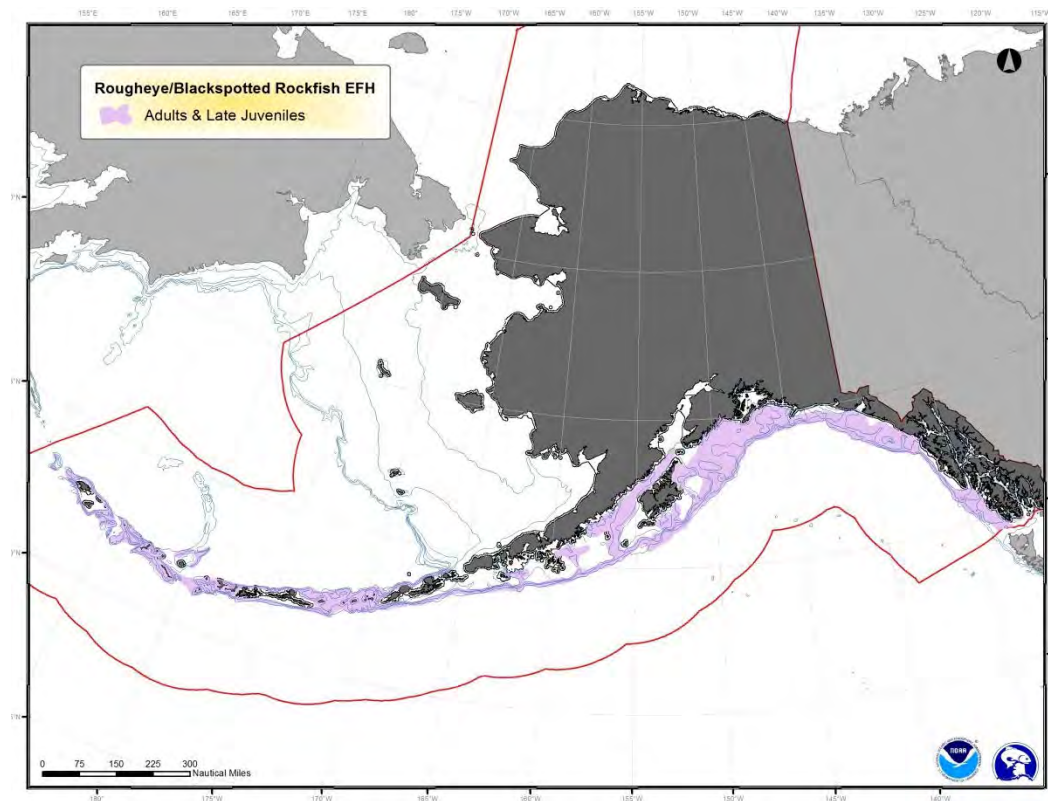 155°E 160°E 165°E 170°E 175°E 180° 175°W 170°W 165°W 160°W 155°W 150°W 145°W 140°W 135°W 130°W 125°W 120°W 115°W
Rougheye/Blackspotted Rockfish EFH
Adults & Late Juveniles
0 75 150 225 300
Nautical Miles
NOAA
180° 175°W 170°W 165°W 160°W 155°W 150°W 145°W 140°W